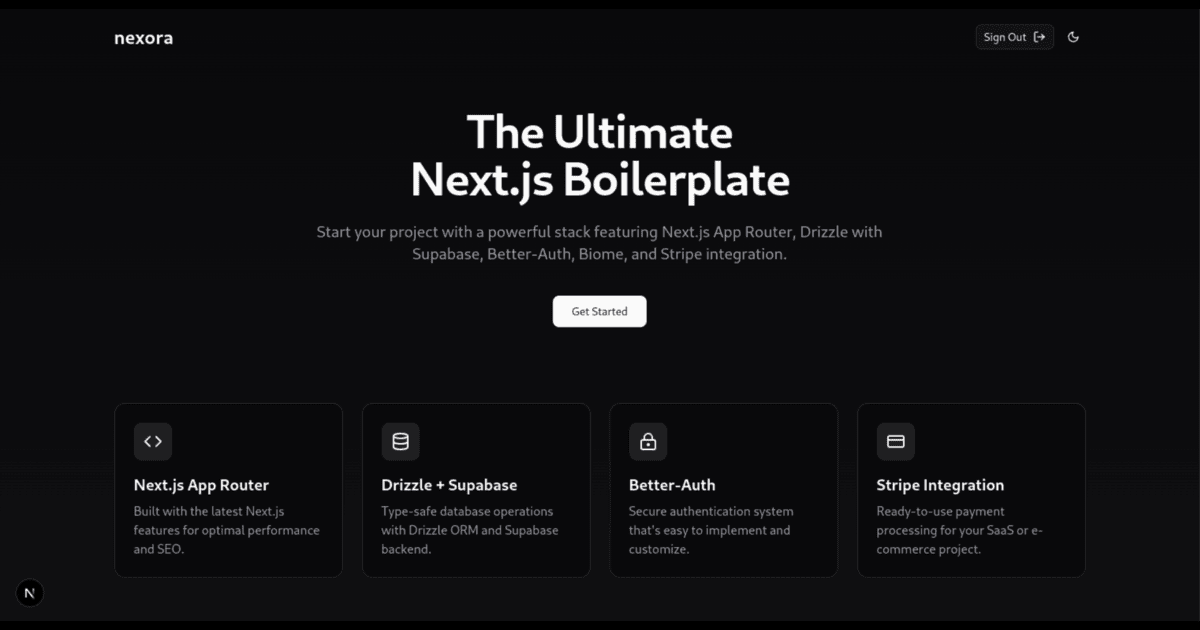 nexora
Sign Out
The Ultimate
Next.js Boilerplate
Start your project with a powerful stack featuring Next.js App Router, Drizzle with
Supabase, Better-Auth, Biome, and Stripe integration.
Get Started
Next.js App Router
Built with the latest Next.js
features for optimal performance
and SEO.
Drizzle + Supabase
Type-safe database operations
with Drizzle ORM and Supabase
backend.
Better-Auth
Secure authentication system
that's easy to implement and
customize.
Stripe Integration
Ready-to-use payment
processing for your SaaS or e-
commerce project.
N